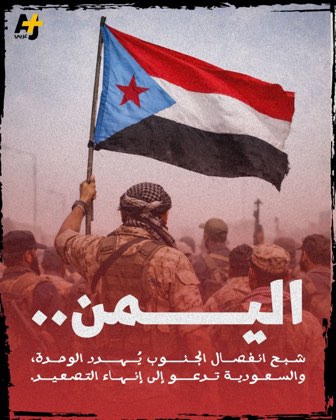 عربي
اليمن..
شبح انفصال الجنوب يُهدد الوحدة،
والسعودية تدعو إلى إنهاء التصعيد.